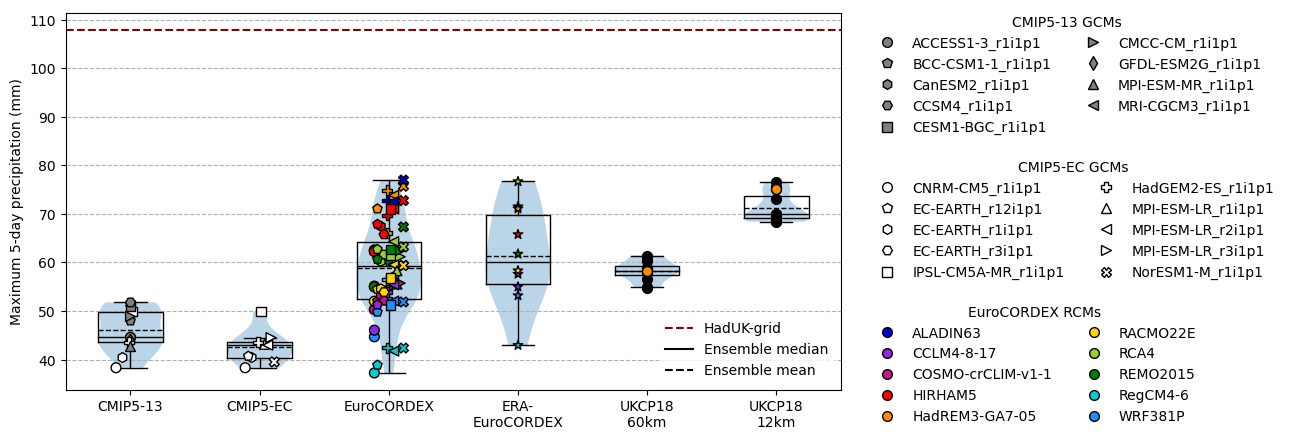 Maximum 5-day precipitation (mm)
110
100
90
80
70
60
50
40
HadUK-grid
Ensemble median
Ensemble mean
CMIP5-13
CMIP5-EC
EuroCORDEX
ERA-
EuroCORDEX
UKCP18
60km
UKCP18
12km
CMIP5-13 GCMs
ACCESS1-3_r1i1p1
BCC-CSM1-1_r1i1p1
CanESM2_r1i1p1
CCSM4_r1i1p1
CESM1-BGC_r1i1p1
CMCC-CM_r1i1p1
GFDL-ESM2G_r1i1p1
MPI-ESM-MR_r1i1p1
MRI-CGCM3_r1i1p1
CMIP5-EC GCMs
CNRM-CM5_r1i1p1
EC-EARTH_r12i1p1
EC-EARTH_r1i1p1
EC-EARTH_r3i1p1
IPSL-CM5A-MR_r1i1p1
HadGEM2-ES_r1i1p1
MPI-ESM-LR_r1i1p1
MPI-ESM-LR_r2i1p1
MPI-ESM-LR_r3i1p1
NorESM1-M_r1i1p1
EuroCORDEX RCMs
ALADIN63
CCLM4-8-17
COSMO-crCLIM-v1-1
HIRHAM5
HadREM3-GA7-05
RACMO22E
RCA4
REMO2015
RegCM4-6
WRF381P